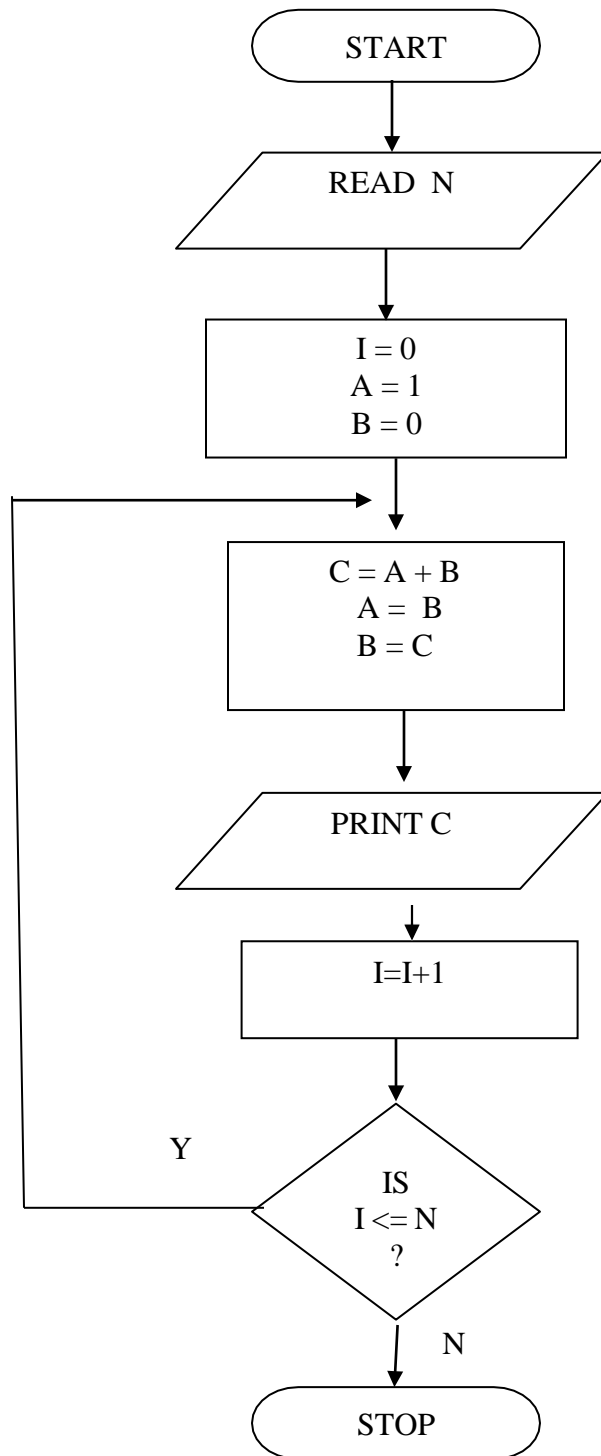 START
READ  N
I = 0
A = 1
B = 0
C = A + B
A =  B
B = C
PRINT C
I=I+1
Y
IS
I <= N
?
N
STOP